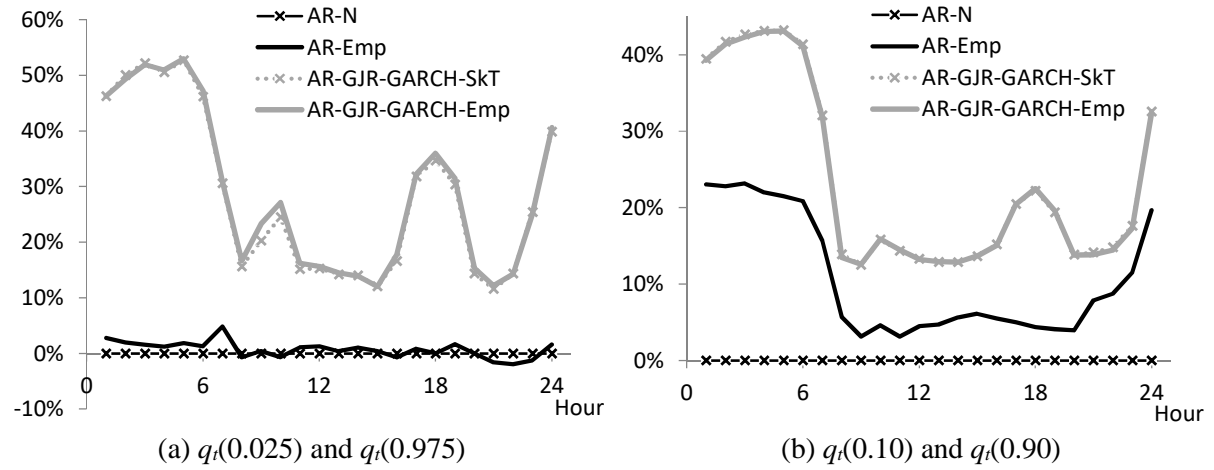 60%
50%
40%
30%
20%
10%
0%
-10%
0
6
12
18
24
Hour
AR-N
AR-Emp
AR-GJR-GARCH-SkT
AR-GJR-GARCH-Emp
(a) qt(0.025) and qt(0.975)
40%
30%
20%
10%
0%
0
6
12
18
24
Hour
AR-N
AR-Emp
AR-GJR-GARCH-SkT
AR-GJR-GARCH-Emp
(b) qt(0.10) and qt(0.90)